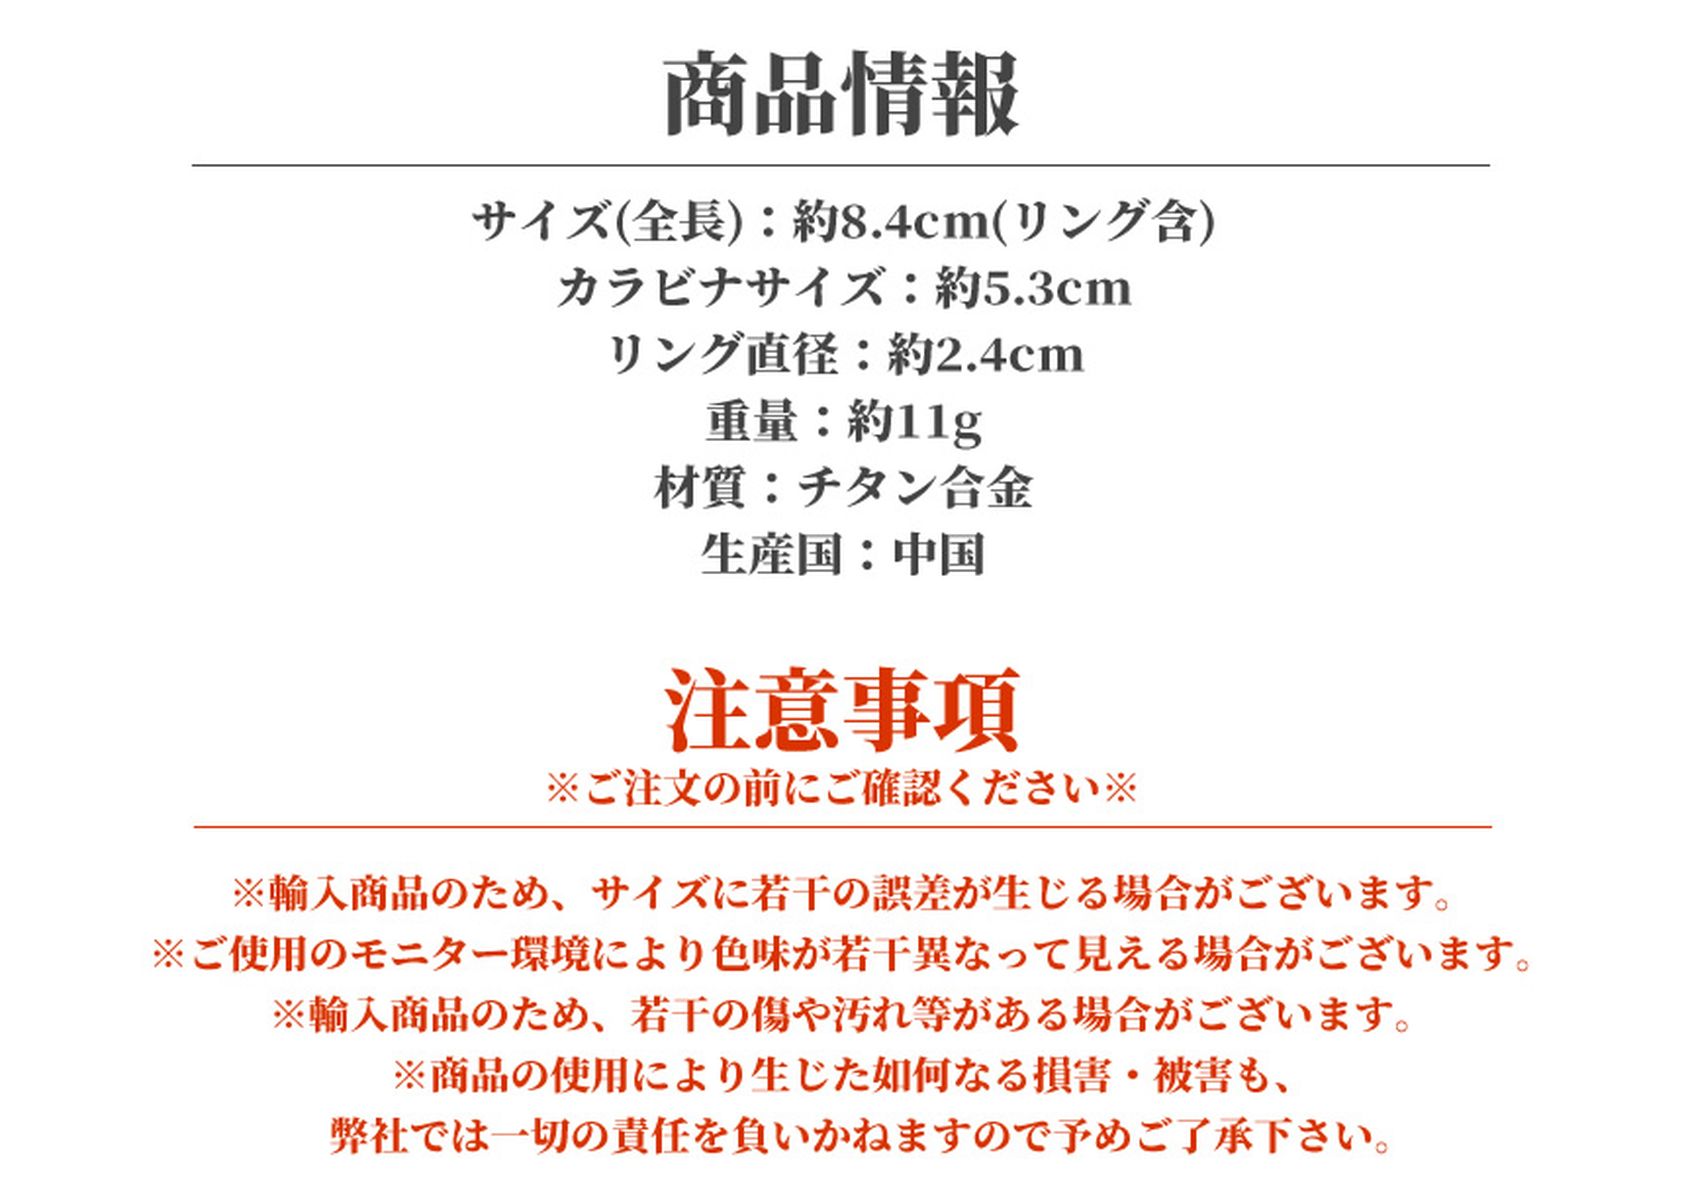 商品情報
サイズ(全長)：約8.4cm(リング含)
カラビナサイズ：約5.3cm
リング直径：約2.4cm
重量：約11g
材質：チタン合金
生産国：中国
注意事項
※ご注文の前にご確認ください※
※輸入商品のため、サイズに若干の誤差が生じる場合がございます。
※ご使用のモニター環境により色味が若干異なって見える場合がございます。
※輸入商品のため、若干の傷や汚れ等がある場合がございます。
※商品の使用により生じた如何なる損害・被害も、
弊社では一切の責任を負いかねますので予めご了承下さい。